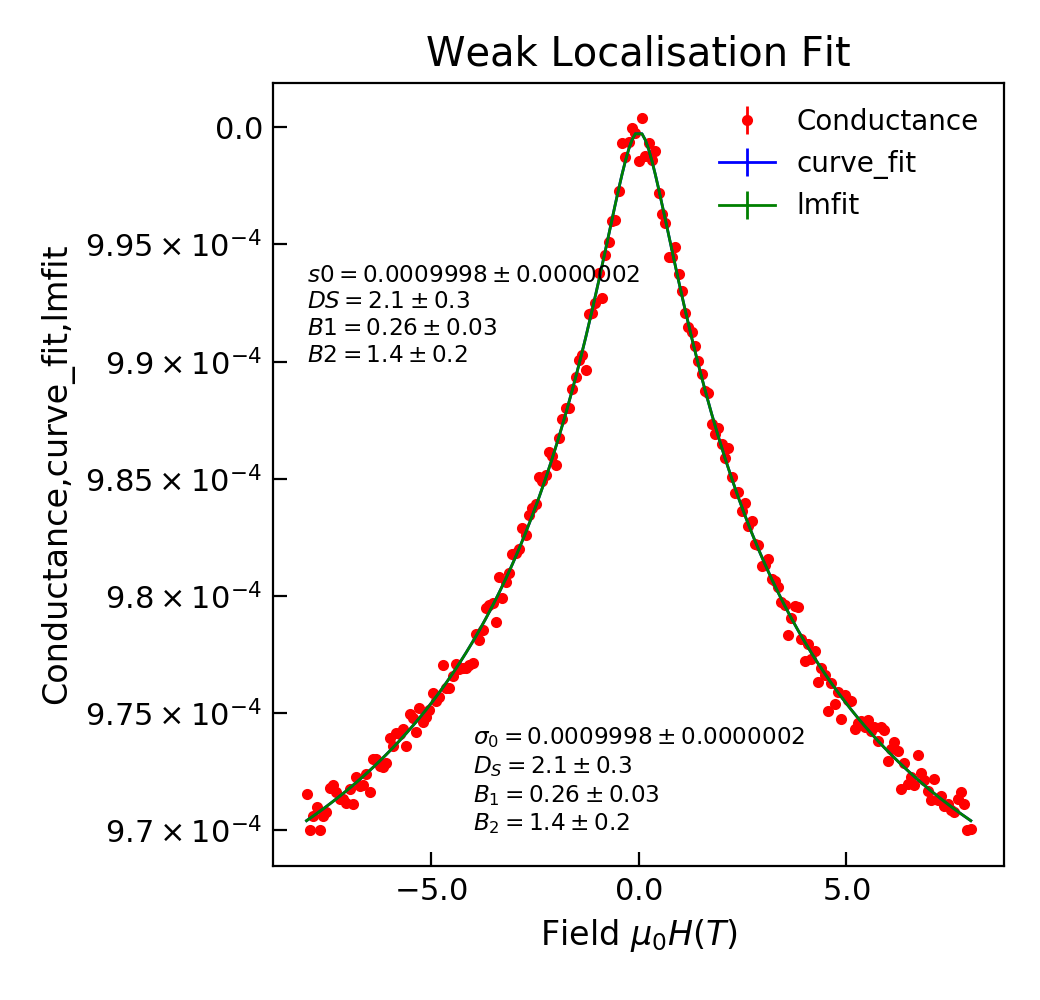 Weak Localisation Fit
Conductance
curve_fit
lmfit
0.0
9.95 × 10⁻⁴
9.9 × 10⁻⁴
9.85 × 10⁻⁴
9.8 × 10⁻⁴
9.75 × 10⁻⁴
9.7 × 10⁻⁴
Conductance,curve_fit,lmfit
s0 = 0.0009998 ± 0.0000002
DS = 2.1 ± 0.3
B1 = 0.26 ± 0.03
B2 = 1.4 ± 0.2
σ₀ = 0.0009998 ± 0.0000002
D_S = 2.1 ± 0.3
B₁ = 0.26 ± 0.03
B₂ = 1.4 ± 0.2
−5.0 0.0 5.0
Field μ₀H(T)